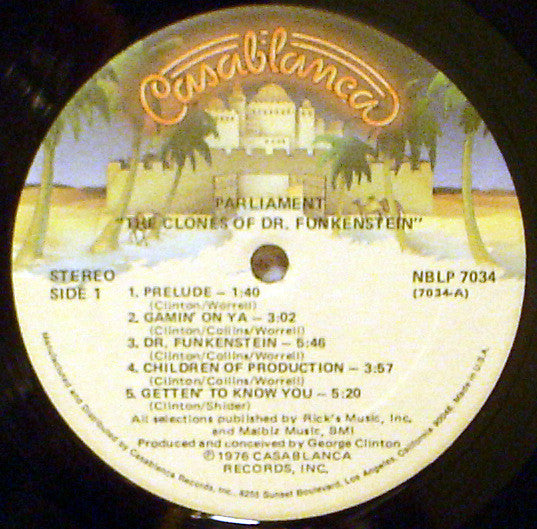 Casablanca
PARLIAMENT
"THE CLONES OF DR. FUNKENSTEIN"
STEREO
SIDE 1
NBLP 7034
(7034-A)
1. PRELUDE – 1:40
(Clinton/Worrell)
2. GAMIN' ON YA – 3:02
(Clinton/Collins/Worrell)
3. DR. FUNKENSTEIN – 5:46
(Clinton/Collins/Worrell)
4. CHILDREN OF PRODUCTION – 3:57
(Clinton/Collins/Worrell)
5. GETTEN' TO KNOW YOU – 5:20
(Clinton/Shider)
All selections published by Rick's Music, Inc.
and Malbiz Music, BMI
Produced and conceived by George Clinton
℗ 1976 CASABLANCA
RECORDS, INC.
Manufactured and Distributed by Casablanca Records, Inc., 8255 Sunset Boulevard, Los Angeles, California 90046, Made in U.S.A.